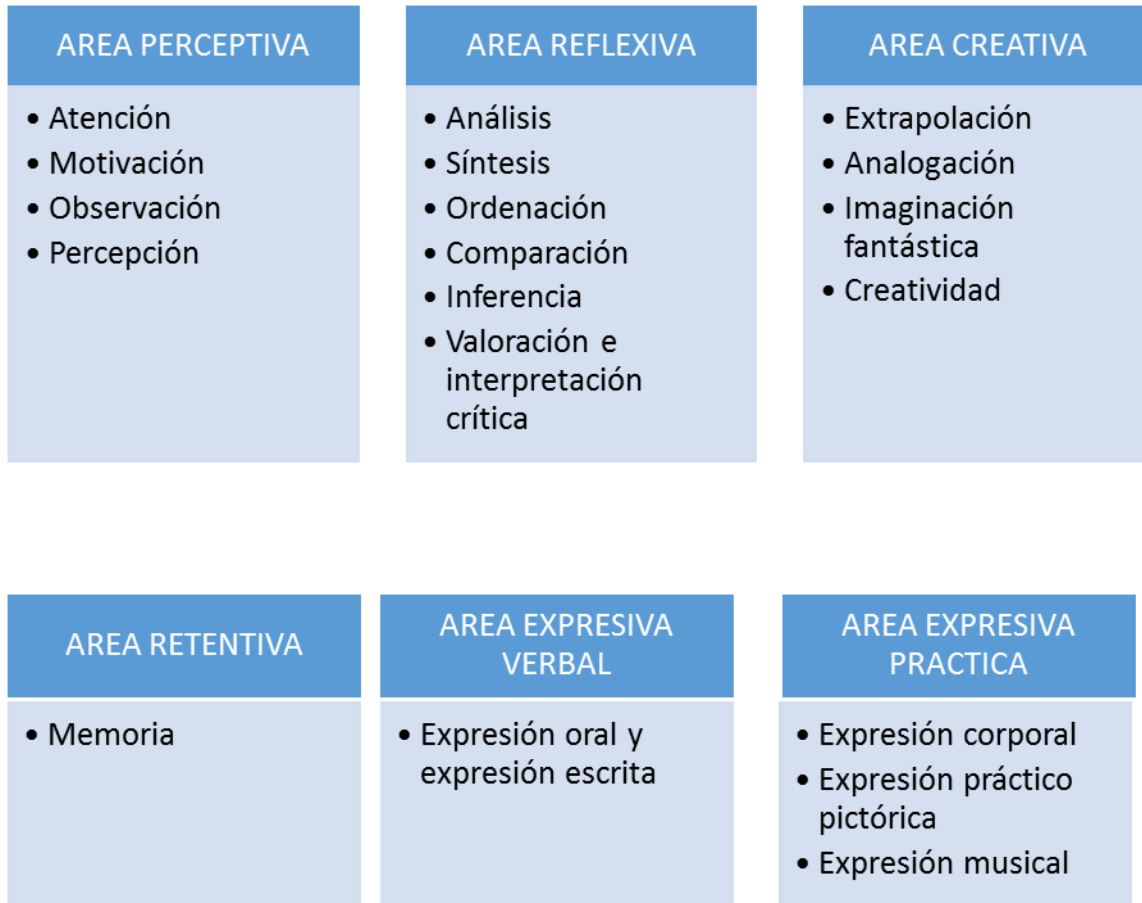 AREA PERCEPTIVA
• Atención
• Motivación
• Observación
• Percepción
AREA REFLEXIVA
• Análisis
• Síntesis
• Ordenación
• Comparación
• Inferencia
• Valoración e
interpretación
crítica
AREA CREATIVA
• Extrapolación
• Analogación
• Imaginación
fantástica
• Creatividad
AREA RETENTIVA
• Memoria
AREA EXPRESIVA
VERBAL
• Expresión oral y
expresión escrita
AREA EXPRESIVA
PRACTICA
• Expresión corporal
• Expresión práctico
pictórica
• Expresión musical